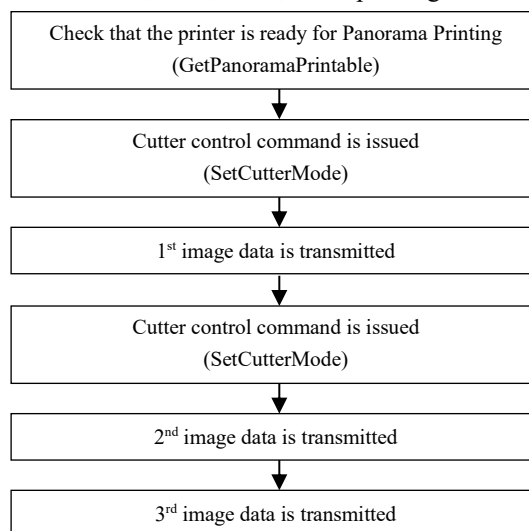 Check that the printer is ready for Panorama Printing
(GetPanoramaPrintable)
Cutter control command is issued
(SetCutterMode)
1st image data is transmitted
Cutter control command is issued
(SetCutterMode)
2nd image data is transmitted
3rd image data is transmitted